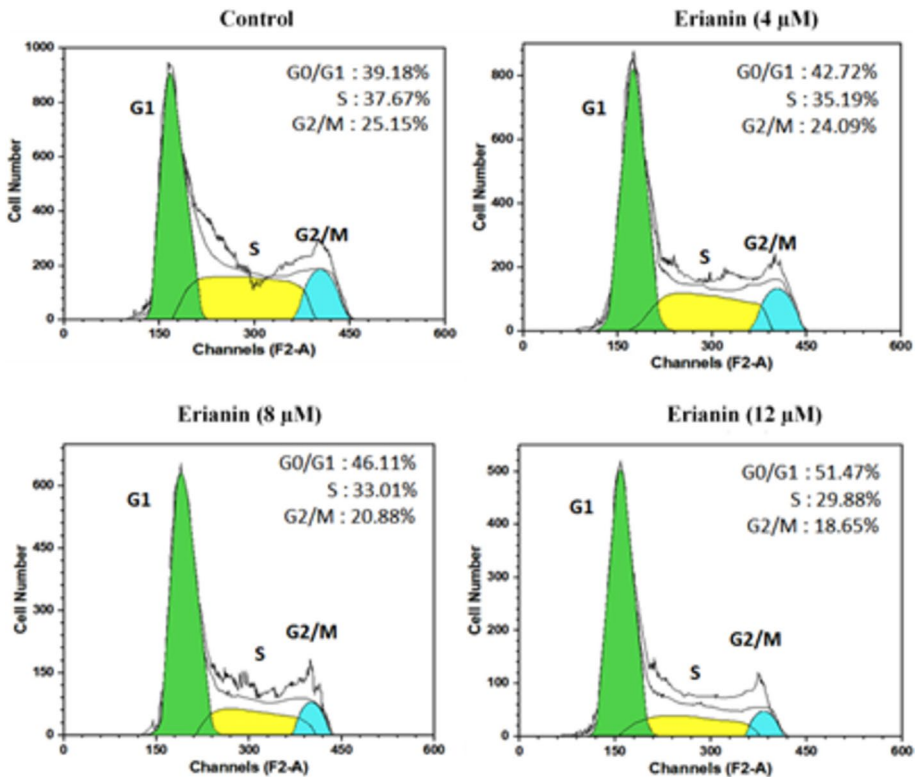 Control
1000
800
600
400
200
0
Cell Number
G0/G1 : 39.18%
S : 37.67%
G2/M : 25.15%
G1
S
G2/M
0 150 300 450 600
Channels (F2-A)
Erianin (4 μM)
800
600
400
200
0
Cell Number
G0/G1 : 42.72%
S : 35.19%
G2/M : 24.09%
G1
S
G2/M
0 150 300 450 600
Channels (F2-A)
Erianin (8 μM)
600
450
300
150
0
Cell Number
G0/G1 : 46.11%
S : 33.01%
G2/M : 20.88%
G1
S
G2/M
0 150 300 450 600
Channels (F2-A)
Erianin (12 μM)
500
400
300
200
100
0
Cell Number
G0/G1 : 51.47%
S : 29.88%
G2/M : 18.65%
G1
S
G2/M
0 150 300 450 600
Channels (F2-A)